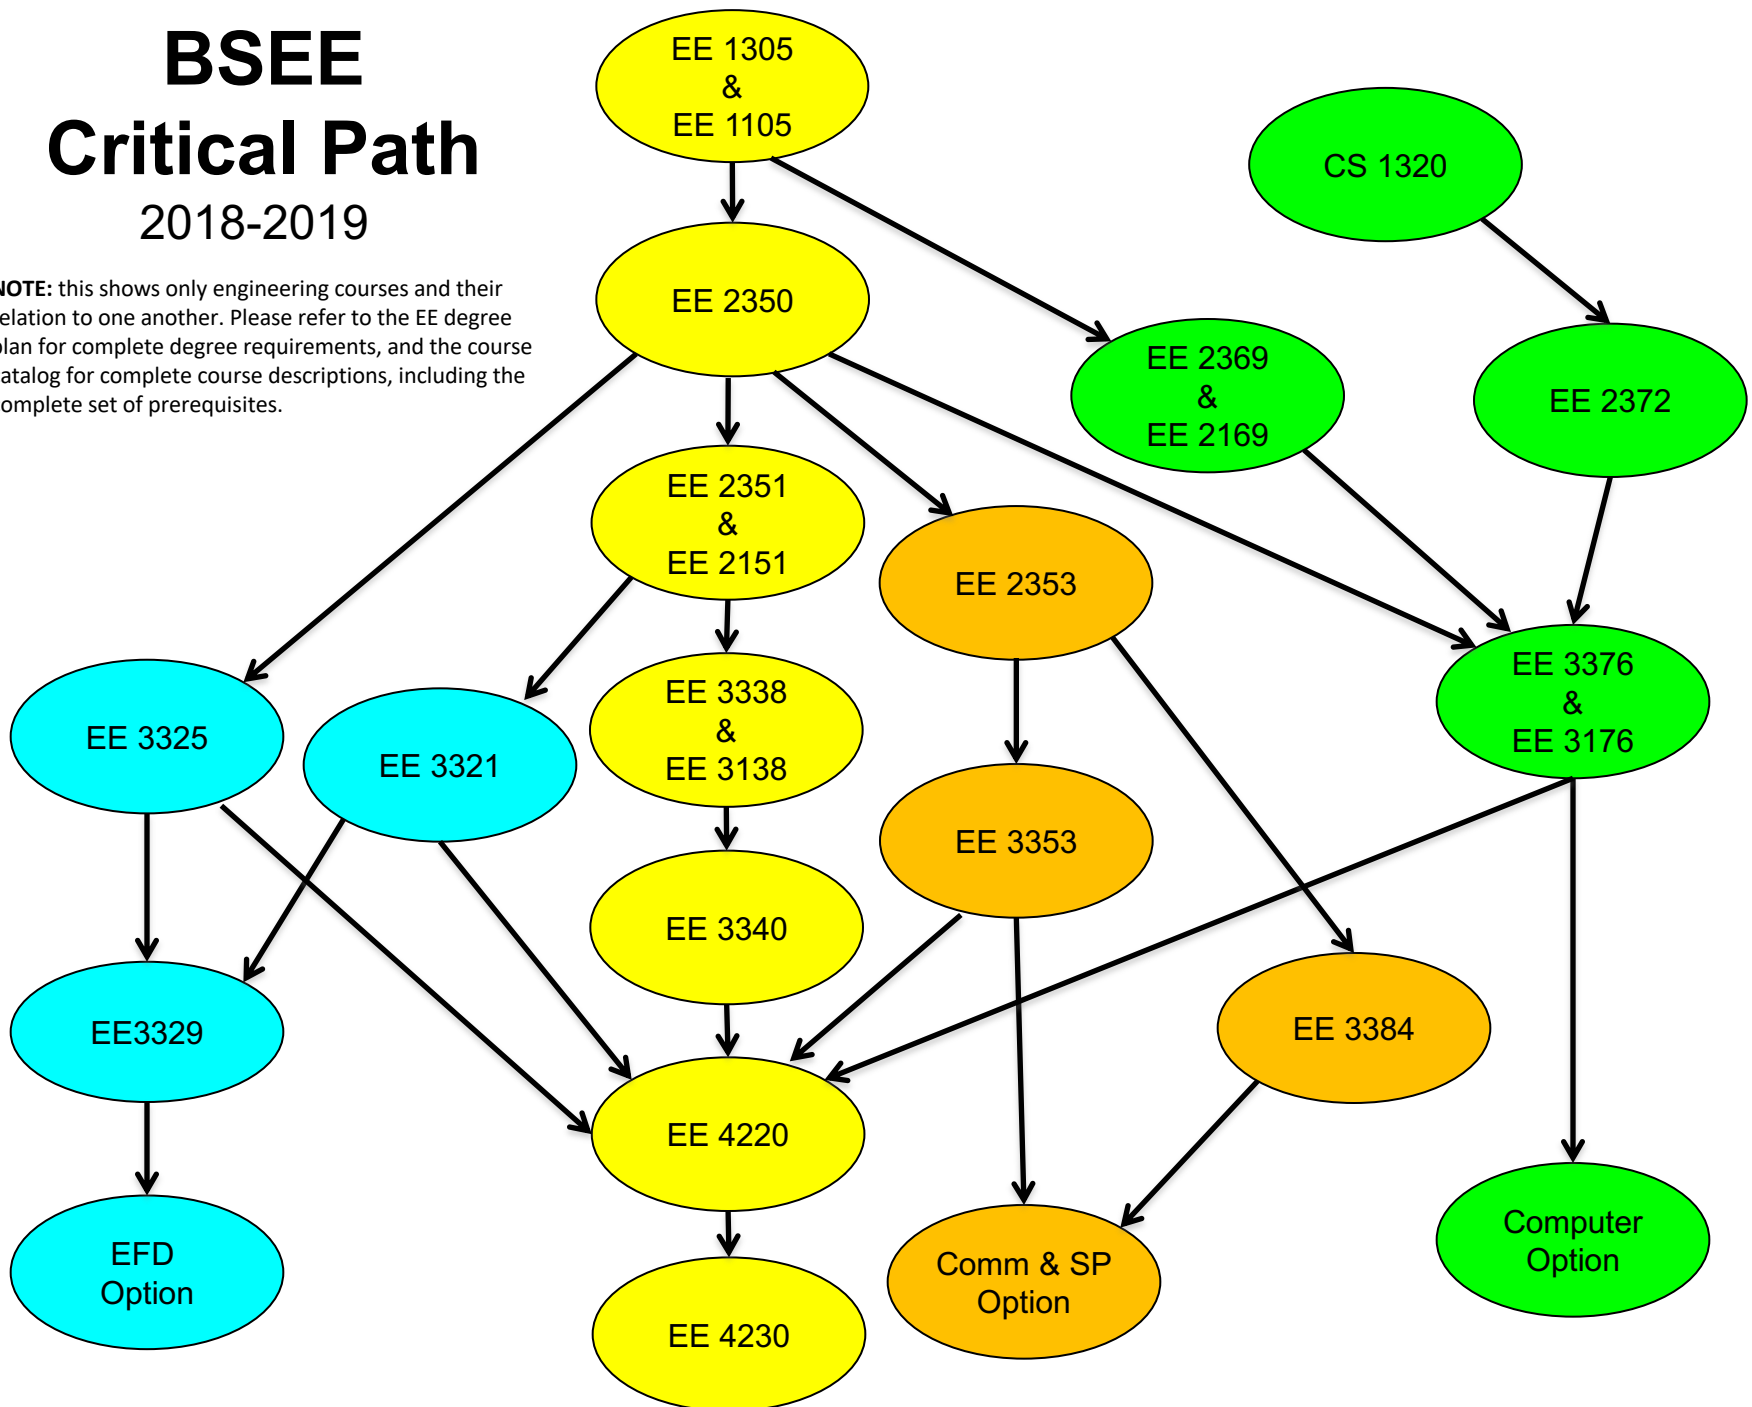 BSEE
Critical Path
2018-2019
NOTE: this shows only engineering courses and their
elation to one another. Please refer to the EE degree
plan for complete degree requirements, and the course
atalog for complete course descriptions, including the
omplete set of prerequisites.
EE 1305
&
EE 1105
CS 1320
EE 2350
EE 2369
&
EE 2169
EE 2372
EE 2351
&
EE 2151
EE 2353
EE 3325
EE 3321
EE 3338
&
EE 3138
EE 3376
&
EE 3176
EE 3353
EE 3340
EE3329
EE 3384
EE 4220
EFD
Option
EE 4230
Comm & SP
Option
Computer
Option